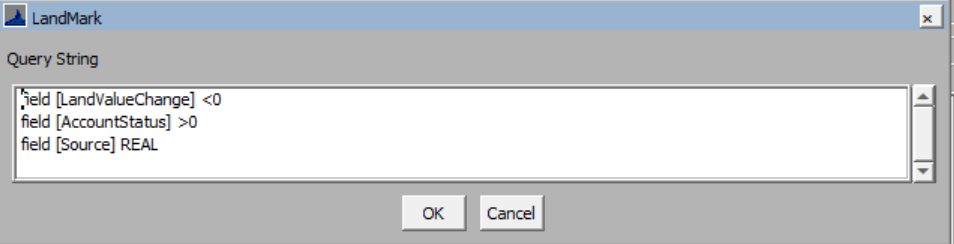 LandMark
Query String
field [LandValueChange] <0
field [AccountStatus] >0
field [Source] REAL
OK Cancel